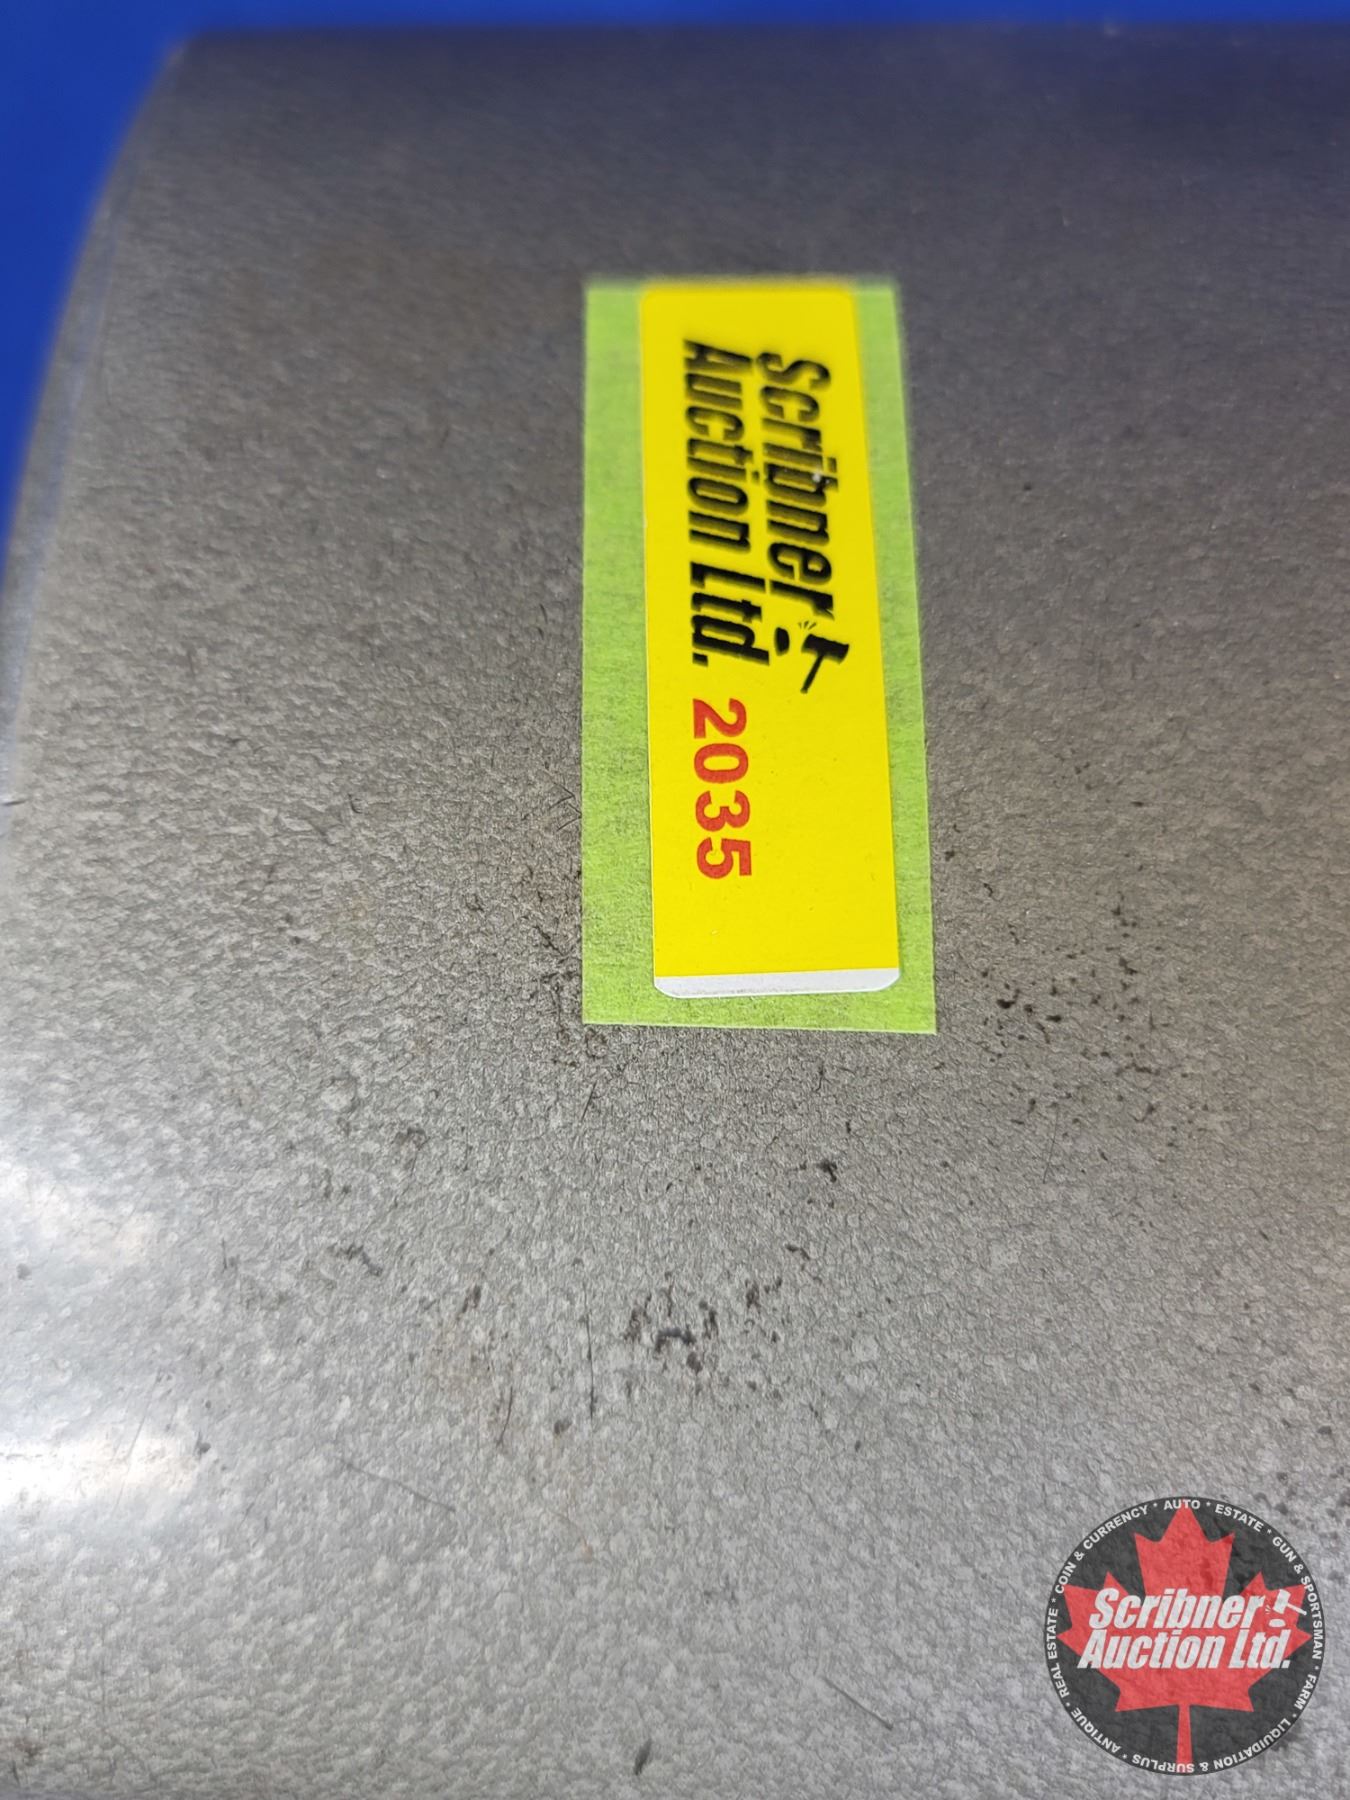 Scribner
Auction Ltd.
2035
COIN & CURRENCY * AUTO * ESTATE * GUN & SPORTSMAN * FARM * LIQUIDATION & SURPLUS * ANTIQUE * REAL ESTATE *
Scribner
Auction Ltd.